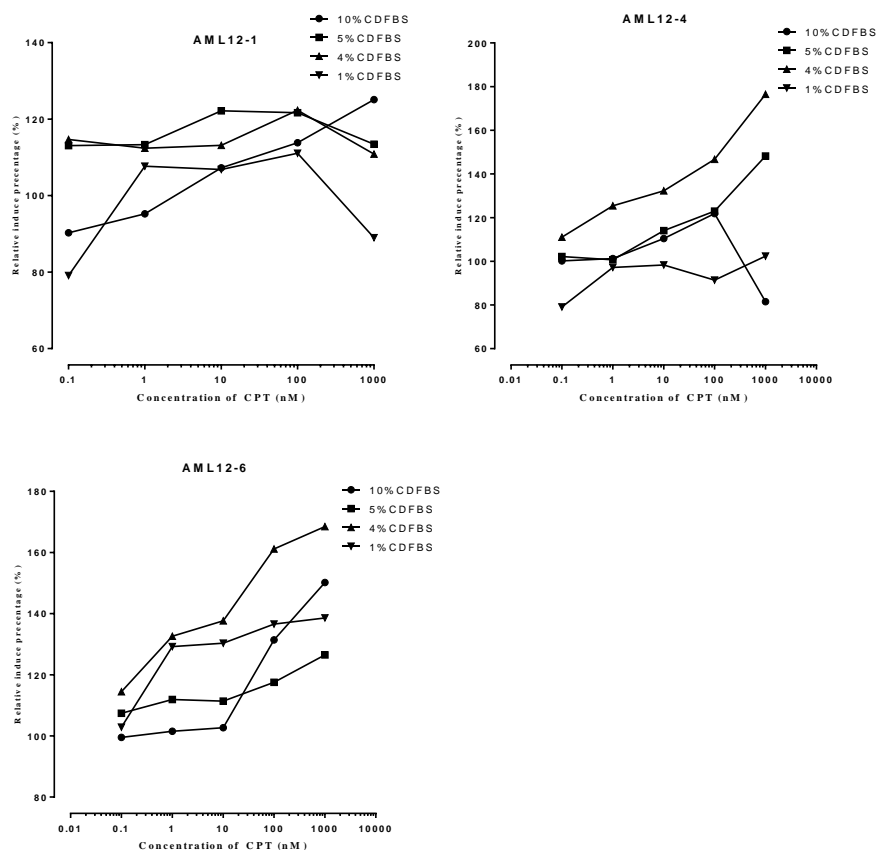 AML12-1
10%CDFBS
5%CDFBS
4%CDFBS
1%CDFBS
Relative induce precentage (%)
140
120
100
80
60
0.1 1 10 100 1000
Concentration of CPT (nM)
AML12-4
10%CDFBS
5%CDFBS
4%CDFBS
1%CDFBS
Relative induce precentage (%)
200
180
160
140
120
100
80
60
0.01 0.1 1 10 100 1000 10000
Concentration of CPT (nM)
AML12-6
10%CDFBS
5%CDFBS
4%CDFBS
1%CDFBS
Relative induce precentage (%)
180
160
140
120
100
80
0.01 0.1 1 10 100 1000 10000
Concentration of CPT (nM)